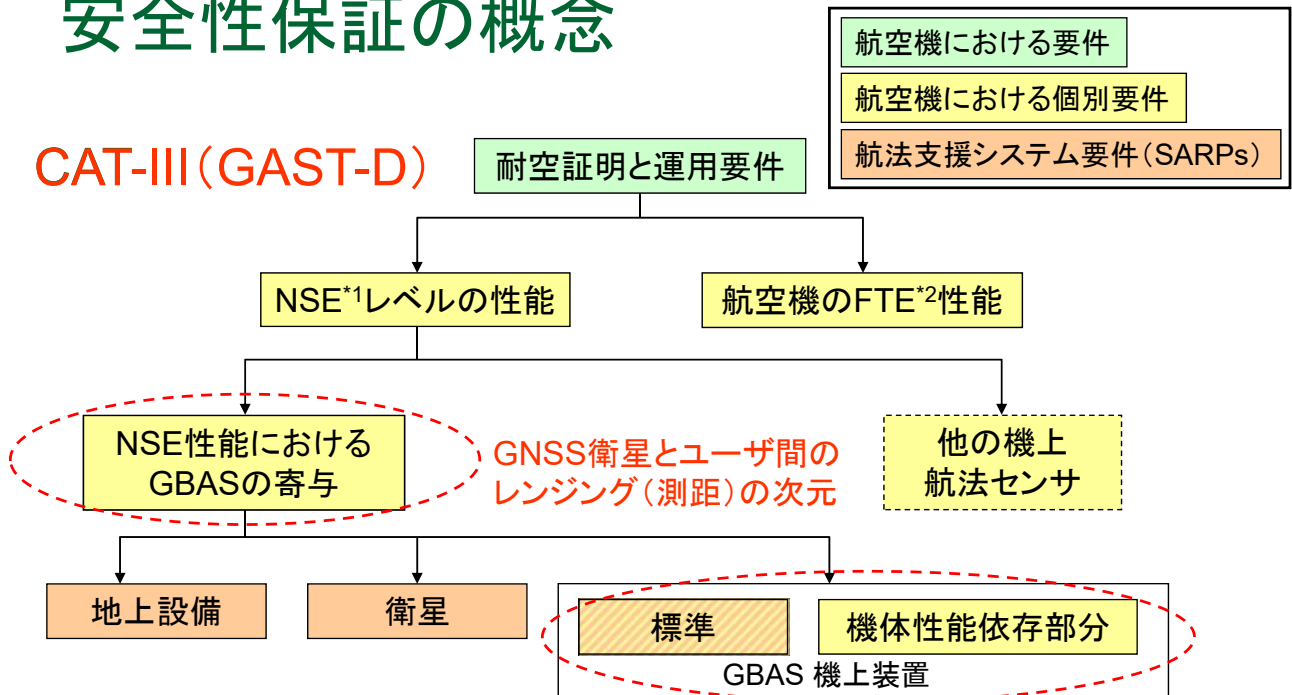 安全性保証の概念
航空機における要件
航空機における個別要件
航法支援システム要件(SARPs)
CAT-III(GAST-D)
耐空証明と運用要件
NSE*1レベルの性能
航空機のFTE*2性能
NSE性能における
GBASの寄与
GNSS衛星とユーザ間の
レンジング(測距)の次元
他の機上
航法センサ
地上設備
衛星
標準
機体性能依存部分
GBAS 機上装置